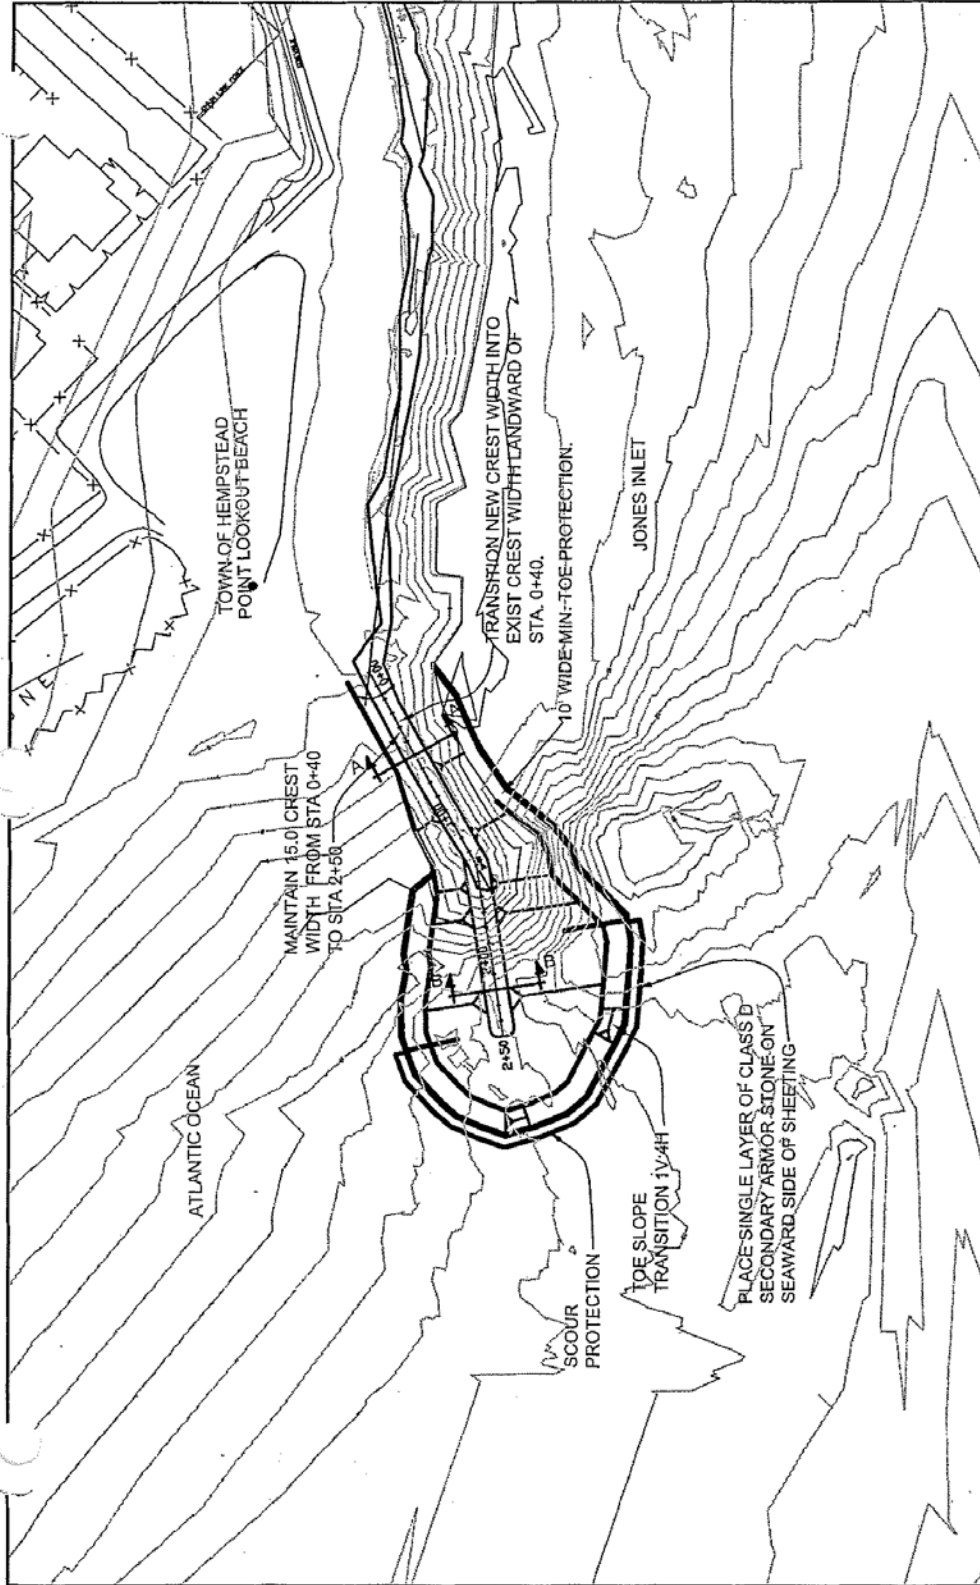 TOWN OF HEMPSTEAD
POINT LOOKOUT BEACH
MAINTAIN 15.0' CREST
WIDTH FROM STA 0+40
TO STA 2+50
TRANSITION NEW CREST WIDTH INTO
EXIST CREST WIDTH LANDWARD OF
STA. 0+40.
10' WIDE MIN. TOE PROTECTION.
JONES INLET
ATLANTIC OCEAN
A
A
B
B
2+00
2+50
SCOUR
PROTECTION
TOE SLOPE
TRANSITION 1V:4H
PLACE SINGLE LAYER OF CLASS D
SECONDARY ARMOR STONE ON
SEAWARD SIDE OF SHEETING